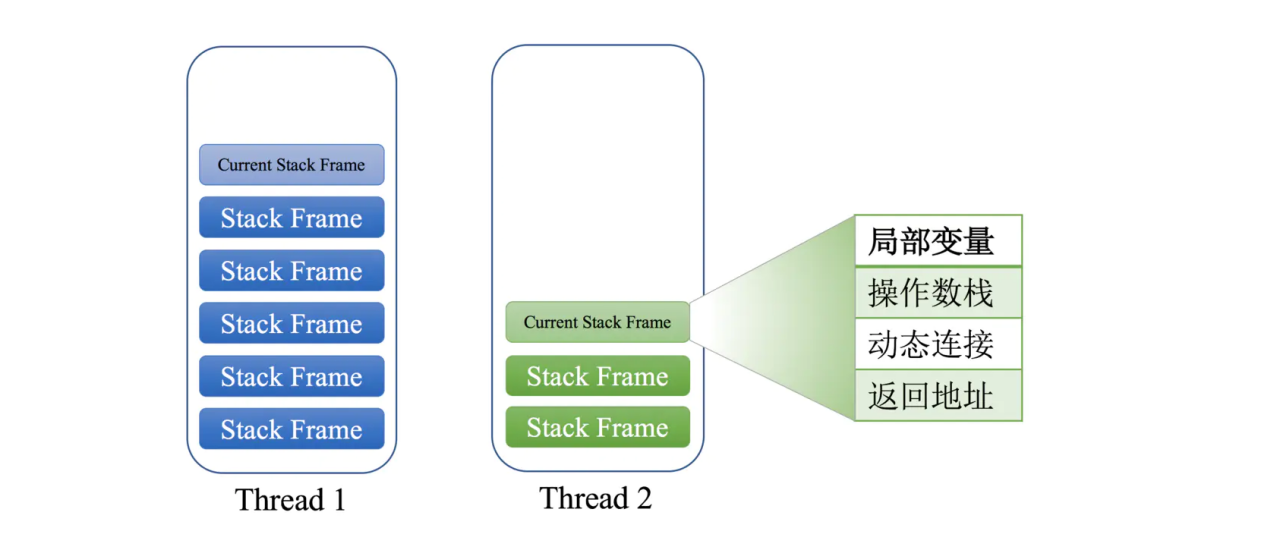 Current Stack Frame
Stack Frame
Stack Frame
Stack Frame
Stack Frame
Stack Frame
Thread 1
Current Stack Frame
Stack Frame
Stack Frame
Thread 2
局部变量
操作数栈
动态连接
返回地址